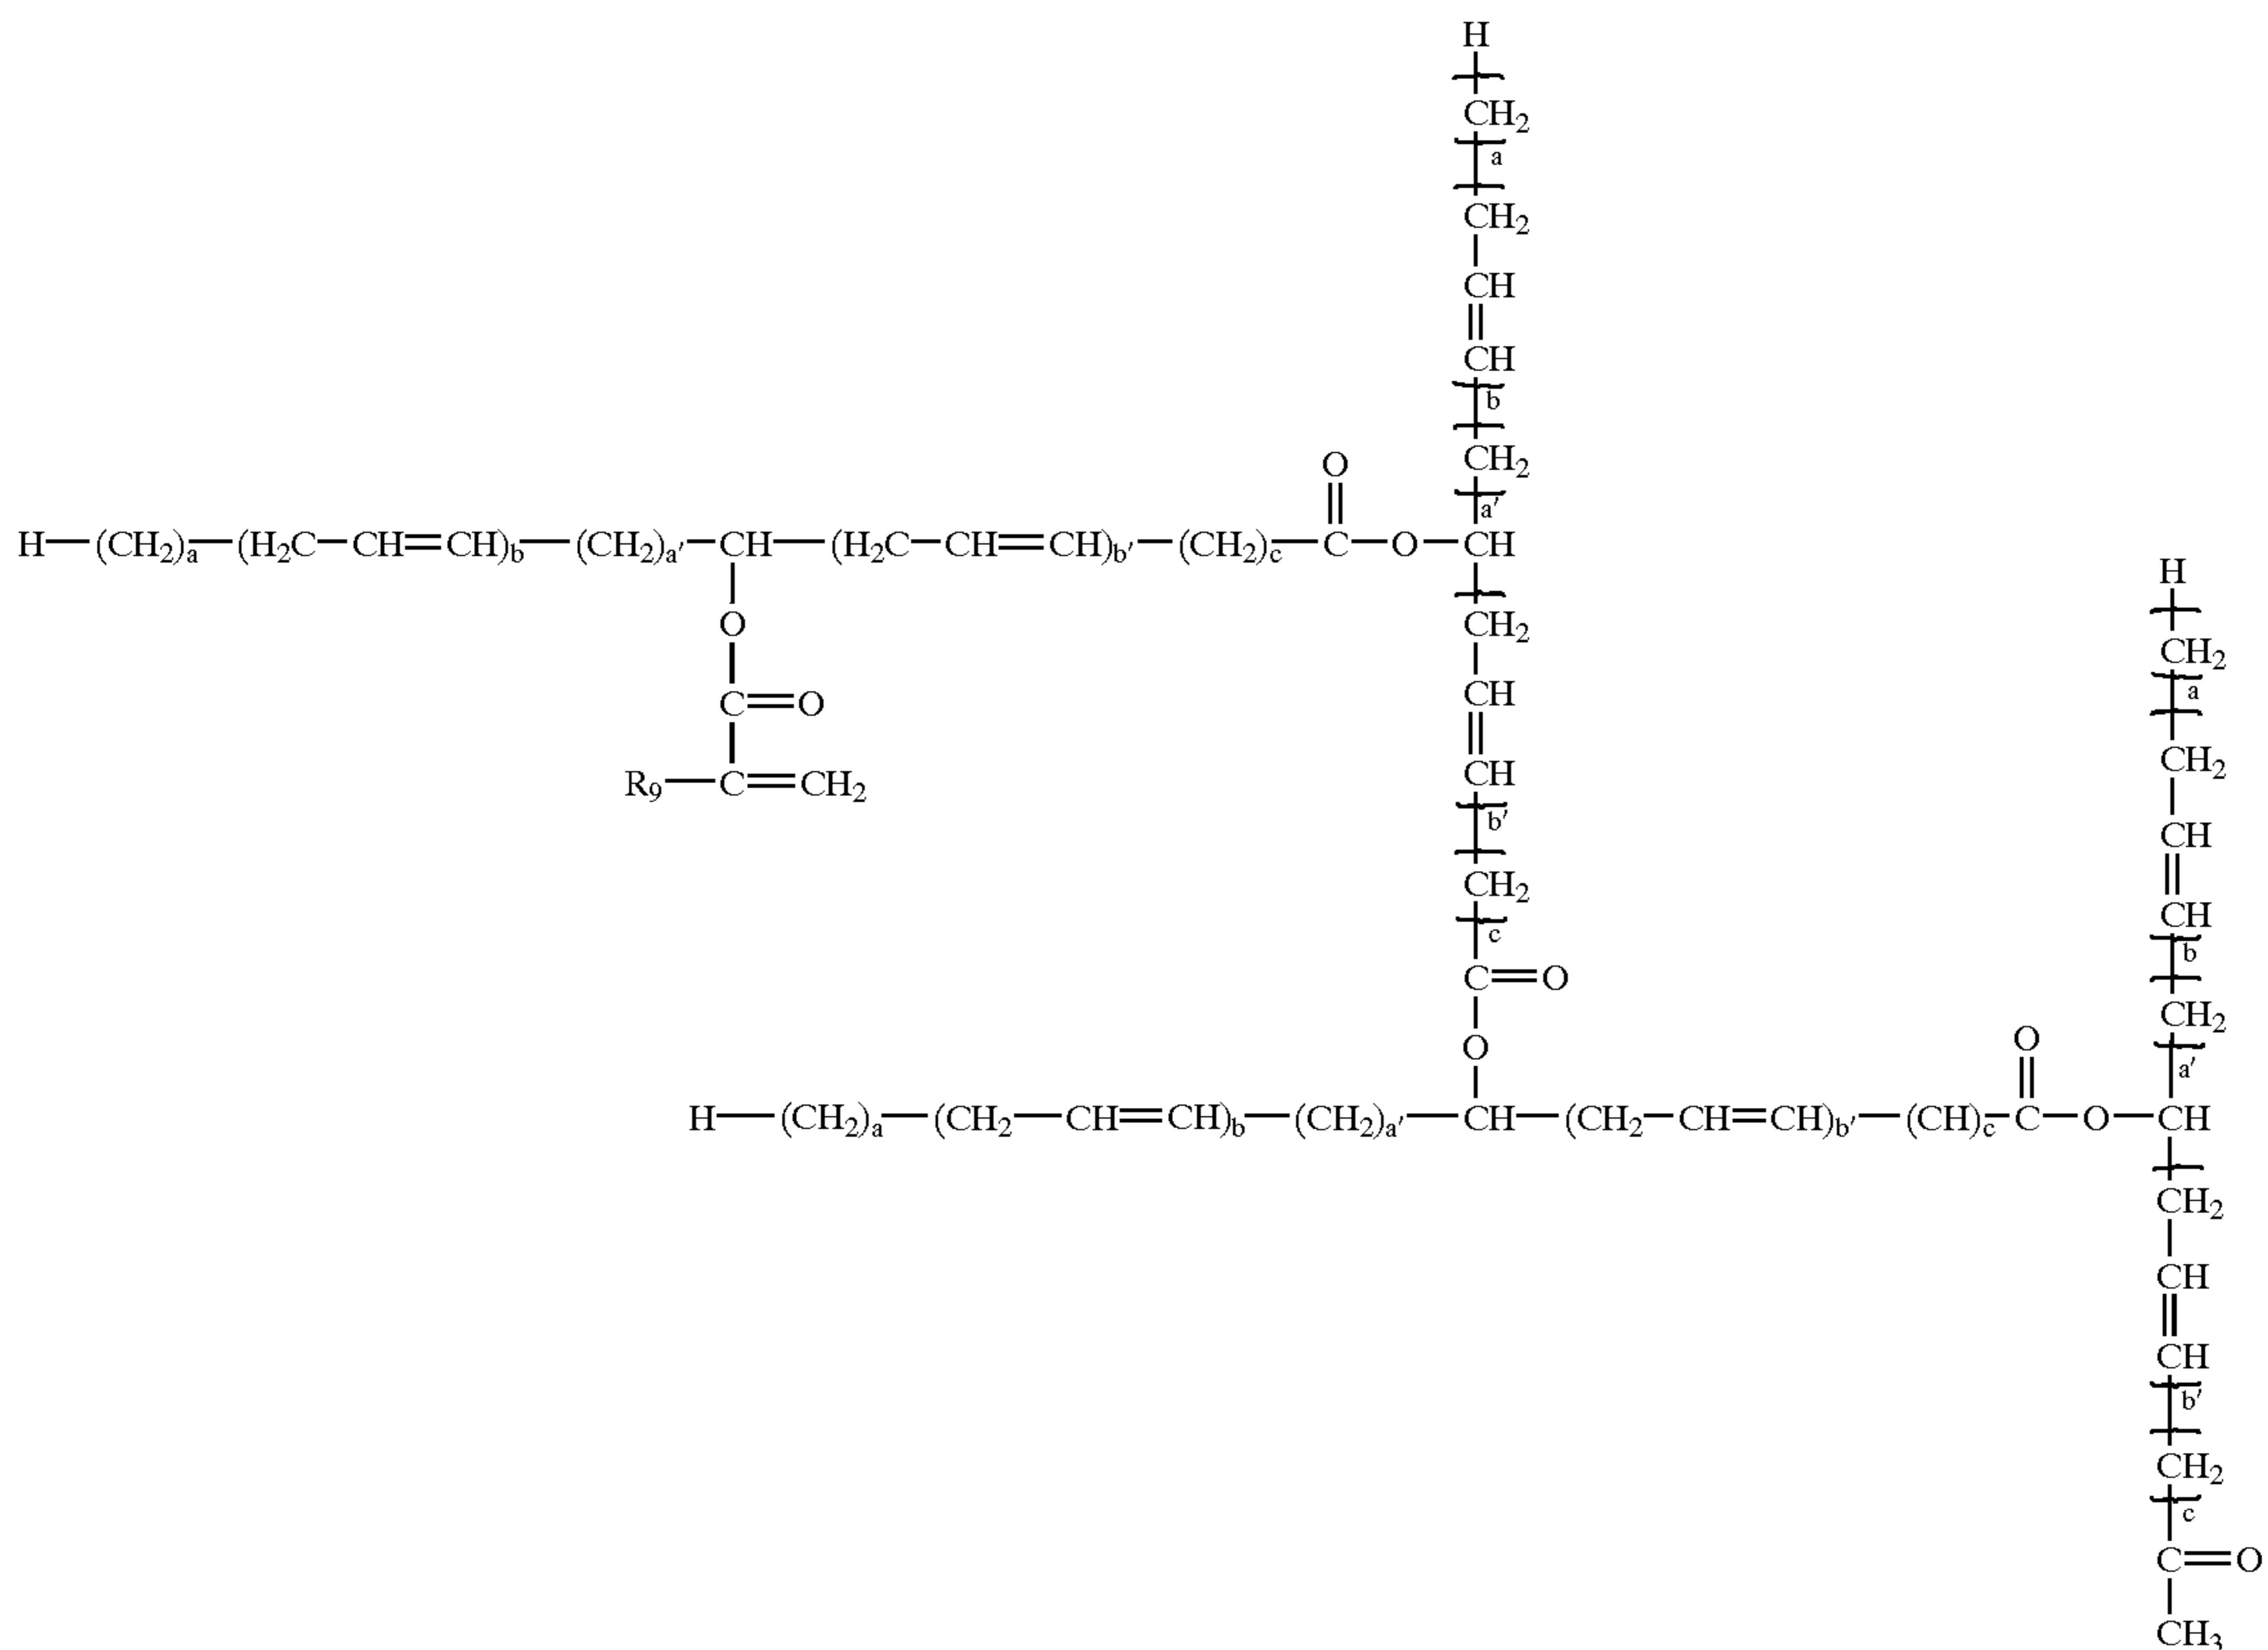 H
CH2
a
CH2
CH
CH
b
CH2
O
a′
H—(CH2)a—(H2C—CH=CH)b—(CH2)a′—CH—(H2C—CH=CH)b′—(CH2)c—C—O—CH
H
O
CH2
CH2
C=O
CH
a
R9—C=CH2
CH
CH2
b′
CH
CH2
CH
c
b
C=O
CH2
O
O
a′
H—(CH2)a—(CH2—CH=CH)b—(CH2)a′—CH—(CH2—CH=CH)b′—(CH)c—C—O—CH
CH2
CH
CH
b′
CH2
c
C=O
CH3